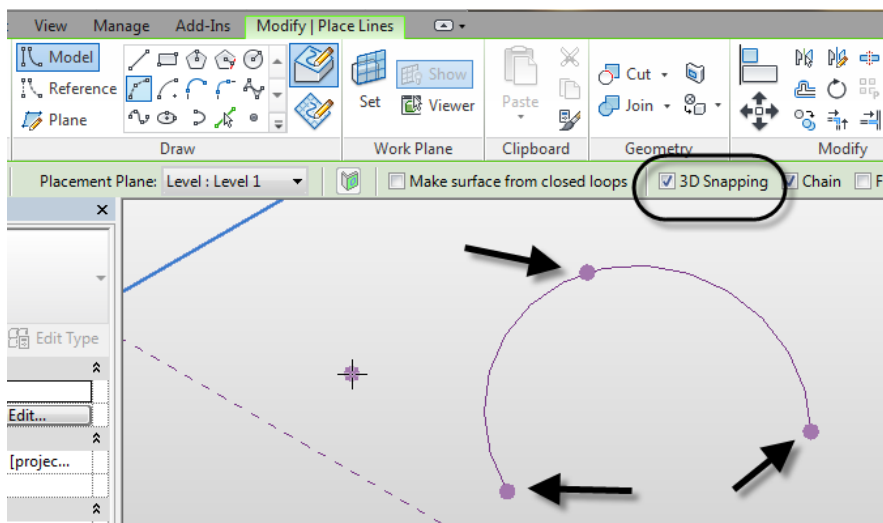 View Manage Add-Ins Modify | Place Lines
Model
Reference
Plane
Draw
Set
Show
Viewer
Work Plane
Paste
Clipboard
Cut
Join
Geometry
Modify
Placement Plane: Level : Level 1
Make surface from closed loops
3D Snapping
Chain
F
Edit Type
Edit...
[projec...